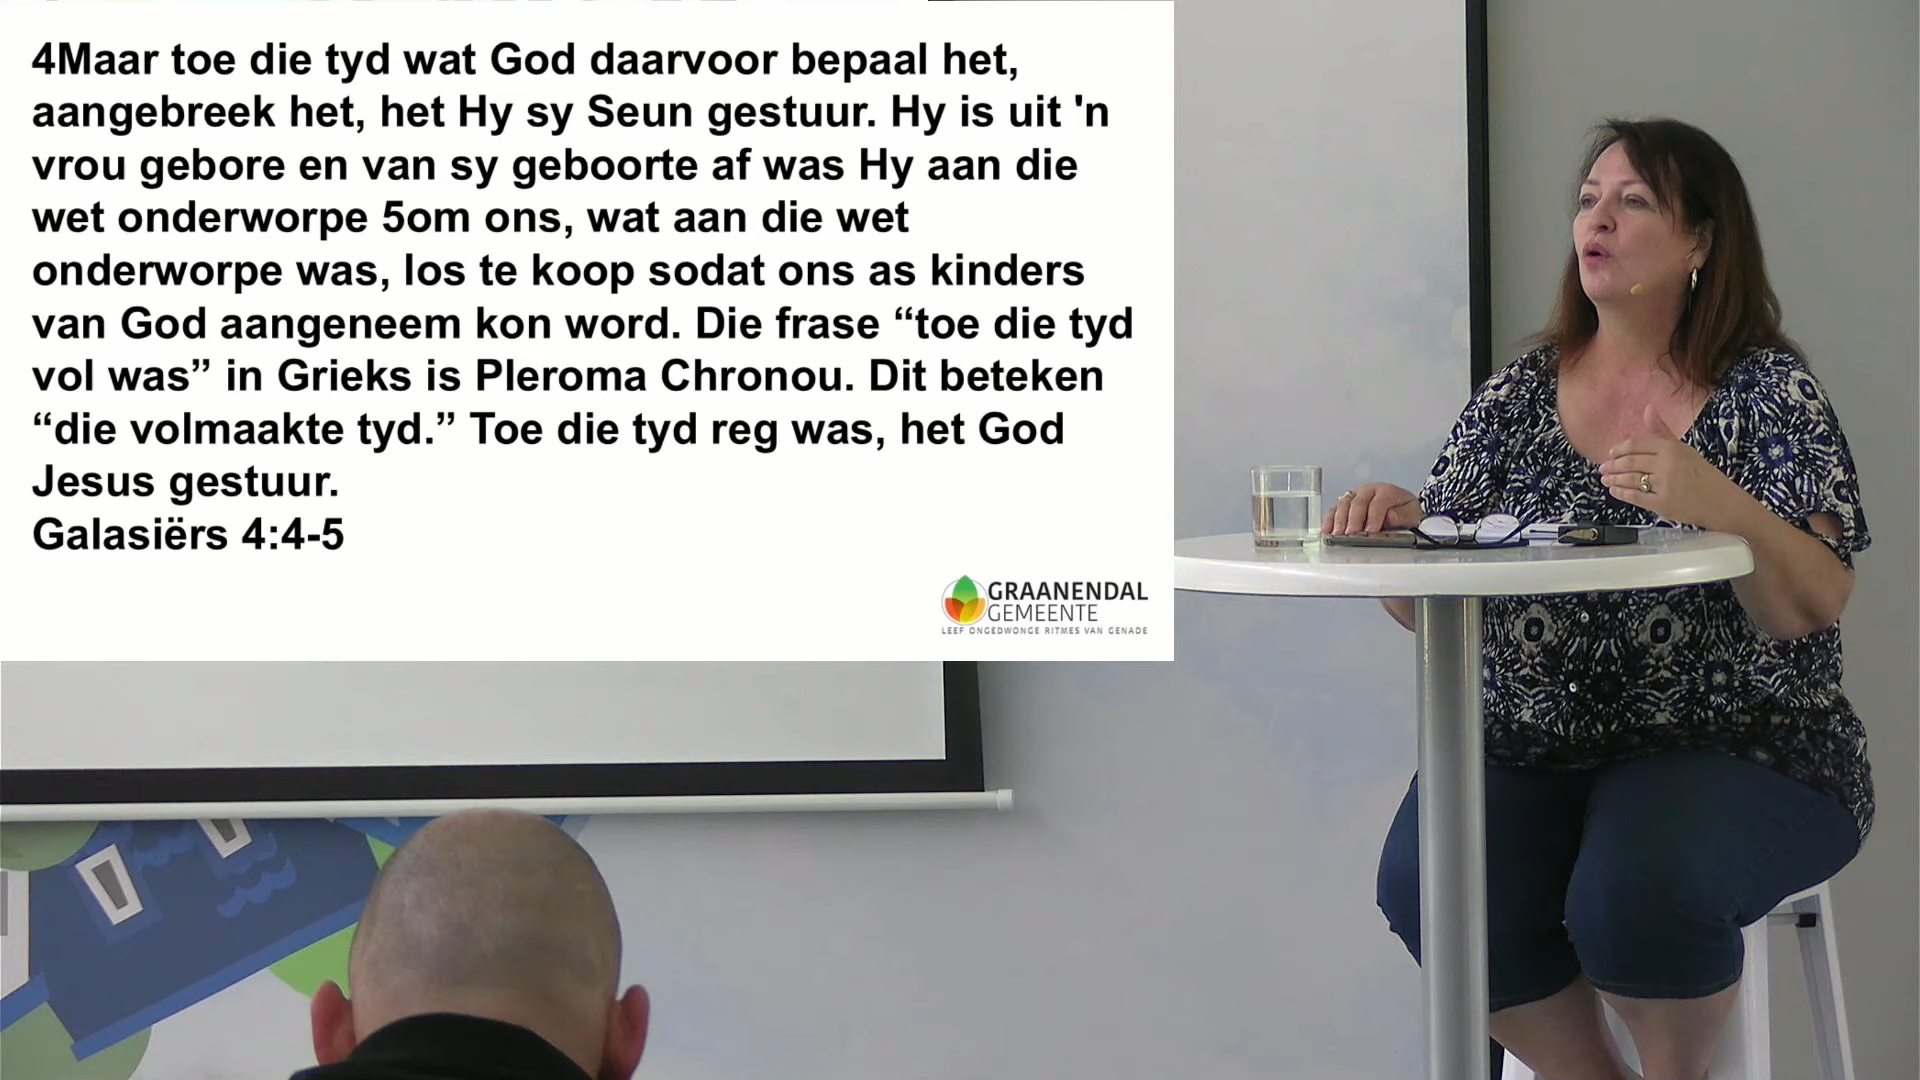 4Maar toe die tyd wat God daarvoor bepaal het,
aangebreek het, het Hy sy Seun gestuur. Hy is uit 'n
vrou gebore en van sy geboorte af was Hy aan die
wet onderworpe 5om ons, wat aan die wet
onderworpe was, los te koop sodat ons as kinders
van God aangeneem kon word. Die frase “toe die tyd
vol was” in Grieks is Pleroma Chronou. Dit beteken
“die volmaakte tyd.” Toe die tyd reg was, het God
Jesus gestuur.
Galasiërs 4:4-5
GRAANENDAL
GEMEENTE
LEEF ONGEDWONGE RITMES VAN GENADE